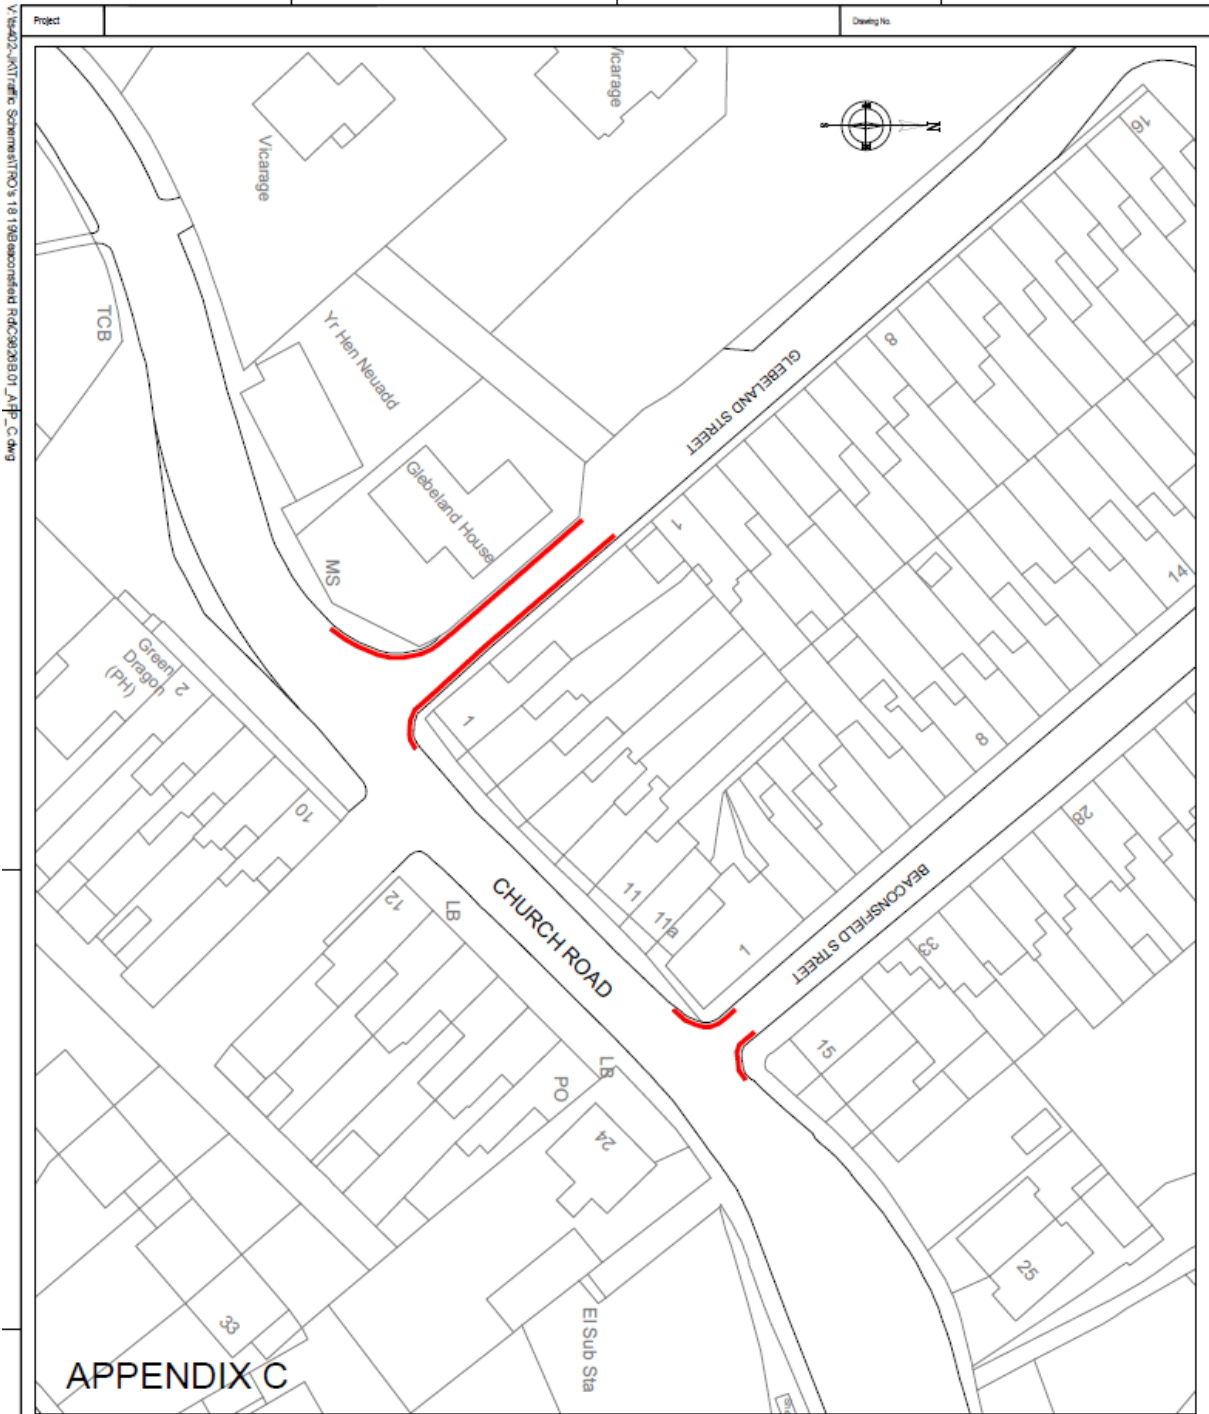 Project
Drawing No.
Vicarage
Vicarage
16
S
N
TCB
Yr Hen Neuadd
8
GLEBELAND STREET
Glebeland House
1
MS
14
Green
Dragon
(PH)
2
1
8
10
28
12
LB
CHURCH ROAD
11
11a
1
BEACONSFIELD STREET
33
15
LB
PO
24
25
33
El Sub Sta
APPENDIX C